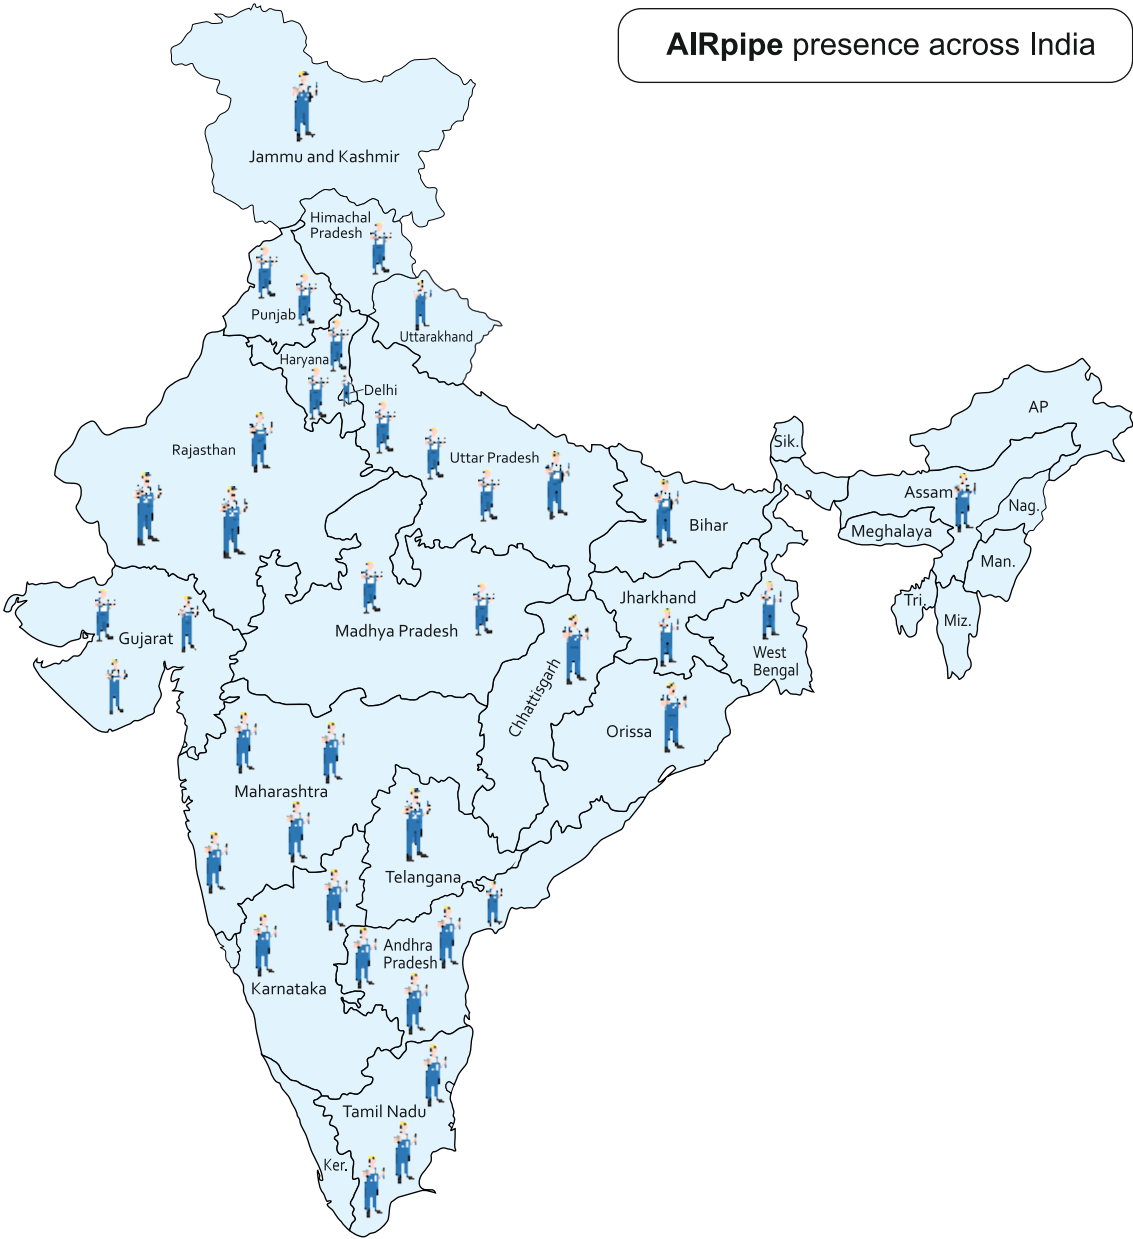 AIRpipe presence across India
Jammu and Kashmir
Himachal
Pradesh
Punjab
Uttarakhand
Haryana
Delhi
AP
Sik.
Rajasthan
Uttar Pradesh
Assam
Nag.
Bihar
Meghalaya
Man.
Jharkhand
Tri.
Miz.
Gujarat
Madhya Pradesh
West
Bengal
Chhattisgarh
Orissa
Maharashtra
Telangana
Andhra
Pradesh
Karnataka
Tamil Nadu
Ker.